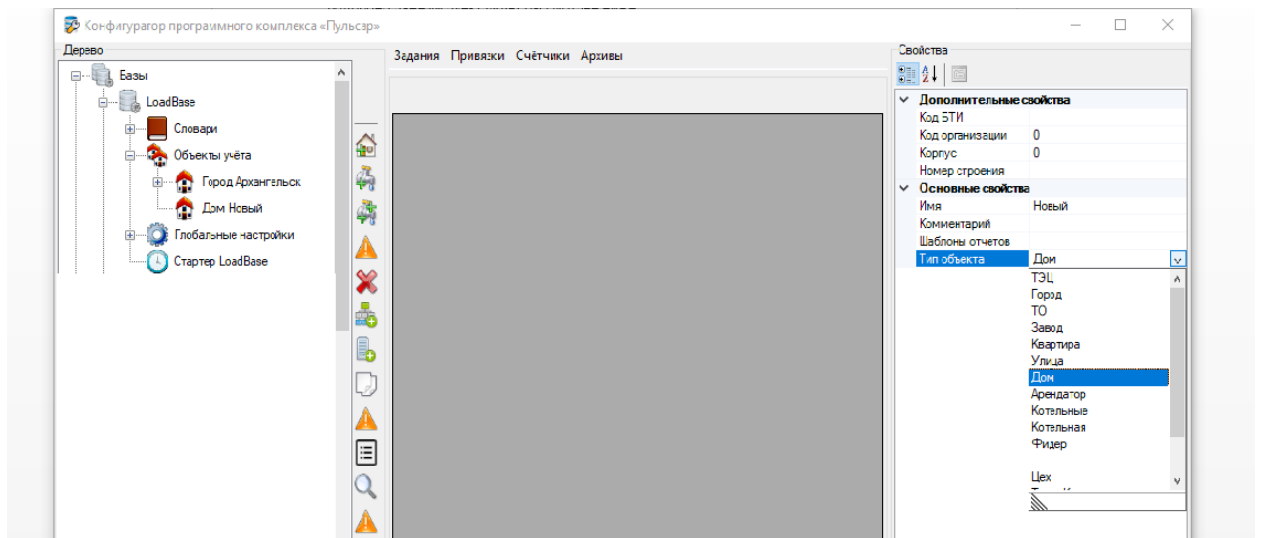 Конфигуратор программного комплекса «Пульсар»
Дерево
Базы
LoadBase
Словари
Объекты учёта
Город Архангельск
Дом Новый
Глобальные настройки
Стартер LoadBase
Задания Привязки Счётчики Архивы
Свойства
Дополнительные свойства
Код БТИ
Код организации 0
Корпус 0
Номер строения
Основные свойства
Имя Новый
Комментарий
Шаблоны отчетов
Тип объекта Дом
ТЭЦ
Город
ТО
Завод
Квартира
Улица
Дом
Арендатор
Котельные
Котельная
Фидер
Цех